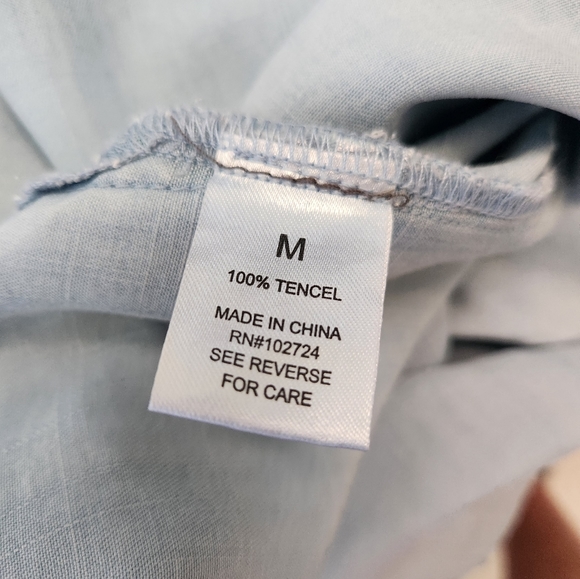 M
100% TENCEL
MADE IN CHINA
RN#102724
SEE REVERSE
FOR CARE